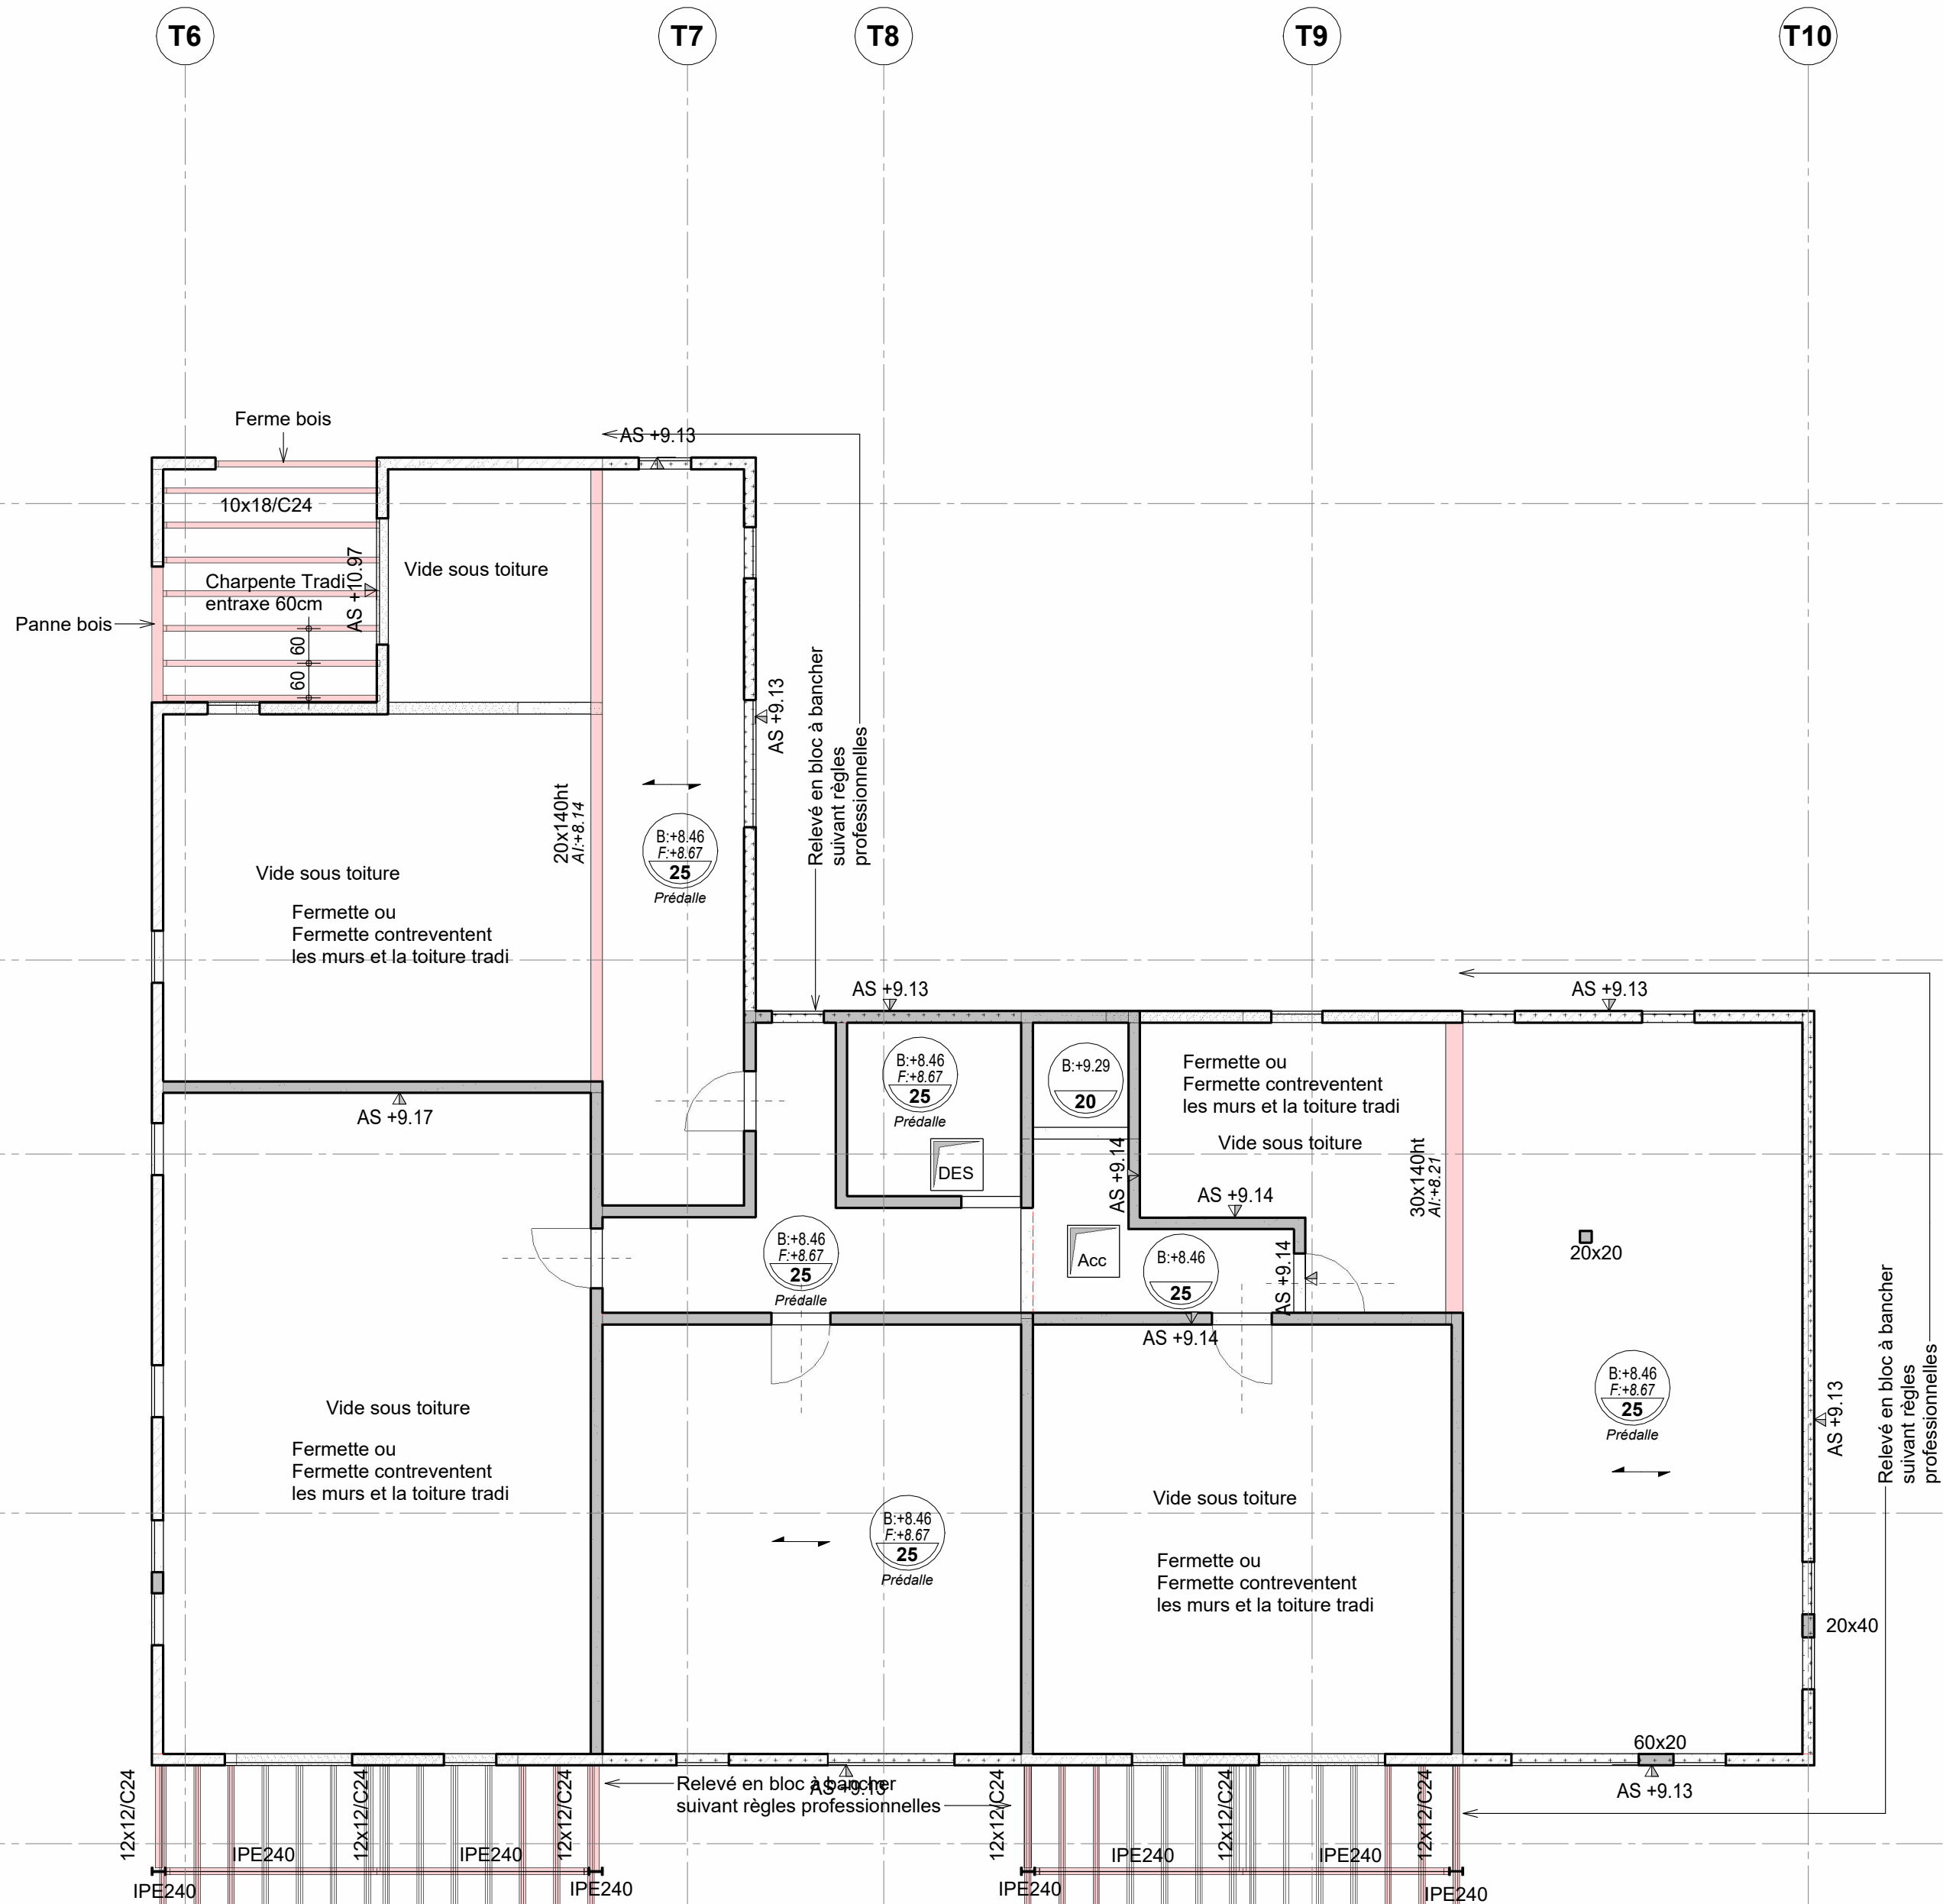 T6
T7
T8
T9
T10
Ferme bois
AS +9.13
10x18/C24
AS +10.97
Vide sous toiture
Charpente Tradi
entraxe 60cm
Panne bois
60
60
AS +9.13
Relevé en bloc à bancher
suivant règles
professionnelles
20x140ht
AI:+8.14
B:+8.46
F:+8.67
25
Prédalle
Vide sous toiture
Fermette ou
Fermette contreventent
les murs et la toiture tradi
AS +9.13
AS +9.13
B:+8.46
F:+8.67
25
Prédalle
B:+9.29
20
Fermette ou
Fermette contreventent
les murs et la toiture tradi
Vide sous toiture
AS +9.17
DES
AS +9.14
AS +9.14
30x140ht
AI:+8.21
20x20
B:+8.46
F:+8.67
25
Prédalle
Acc
B:+8.46
25
AS +9.14
AS +9.14
Relevé en bloc à bancher
suivant règles
professionnelles
B:+8.46
F:+8.67
25
Prédalle
AS +9.13
Vide sous toiture
Fermette ou
Fermette contreventent
les murs et la toiture tradi
B:+8.46
F:+8.67
25
Prédalle
Vide sous toiture
Fermette ou
Fermette contreventent
les murs et la toiture tradi
20x40
60x20
AS +9.13
Relevé en bloc à bancher
suivant règles professionnelles
AS +9.13
12x12/C24
12x12/C24
12x12/C24
12x12/C24
12x12/C24
12x12/C24
IPE240
IPE240
IPE240
IPE240
IPE240
IPE240
IPE240
IPE240